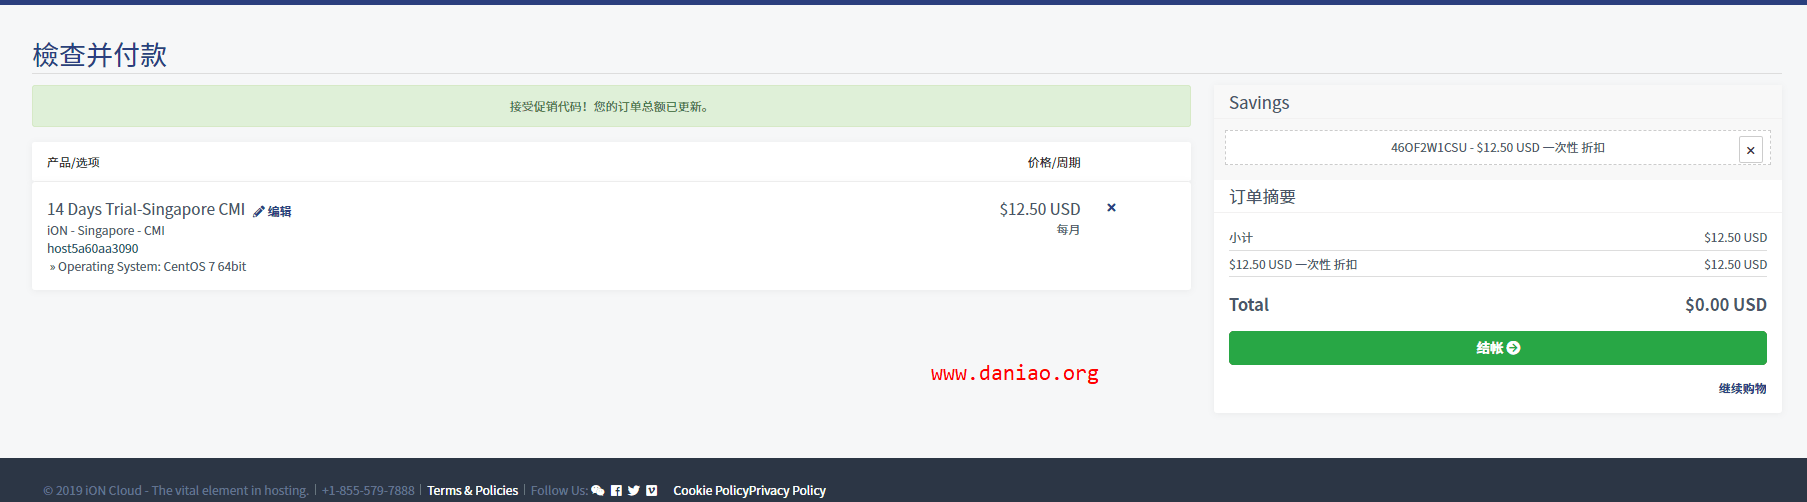 檢查并付款
接受促销代码！您的订单总额已更新。
产品/选项 价格/周期
14 Days Trial-Singapore CMI 编辑 $12.50 USD
iON - Singapore - CMI 每月
host5a60aa3090
» Operating System: CentOS 7 64bit
Savings
46OF2W1CSU - $12.50 USD 一次性 折扣
订单摘要
小计 $12.50 USD
$12.50 USD 一次性 折扣 $12.50 USD
Total $0.00 USD
结帐
继续购物
www.daniao.org
© 2019 iON Cloud - The vital element in hosting. | +1-855-579-7888 | Terms & Policies | Follow Us: Cookie PolicyPrivacy Policy